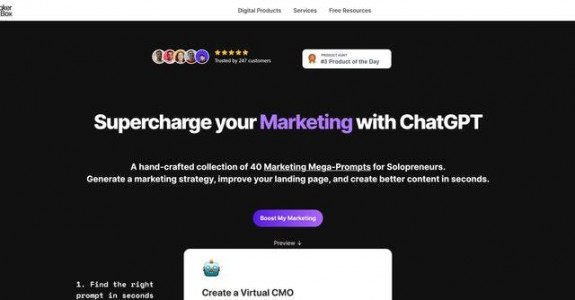 Box
Digital Products Services Free Resources
Trusted by 247 customers
PRODUCT HUNT
#3 Product of the Day
Supercharge your Marketing with ChatGPT
A hand-crafted collection of 40 Marketing Mega-Prompts for Solopreneurs.
Generate a marketing strategy, improve your landing page, and create better content in seconds.
Boost My Marketing
Preview ↓
1. Find the right
prompt in seconds
Create a Virtual CMO